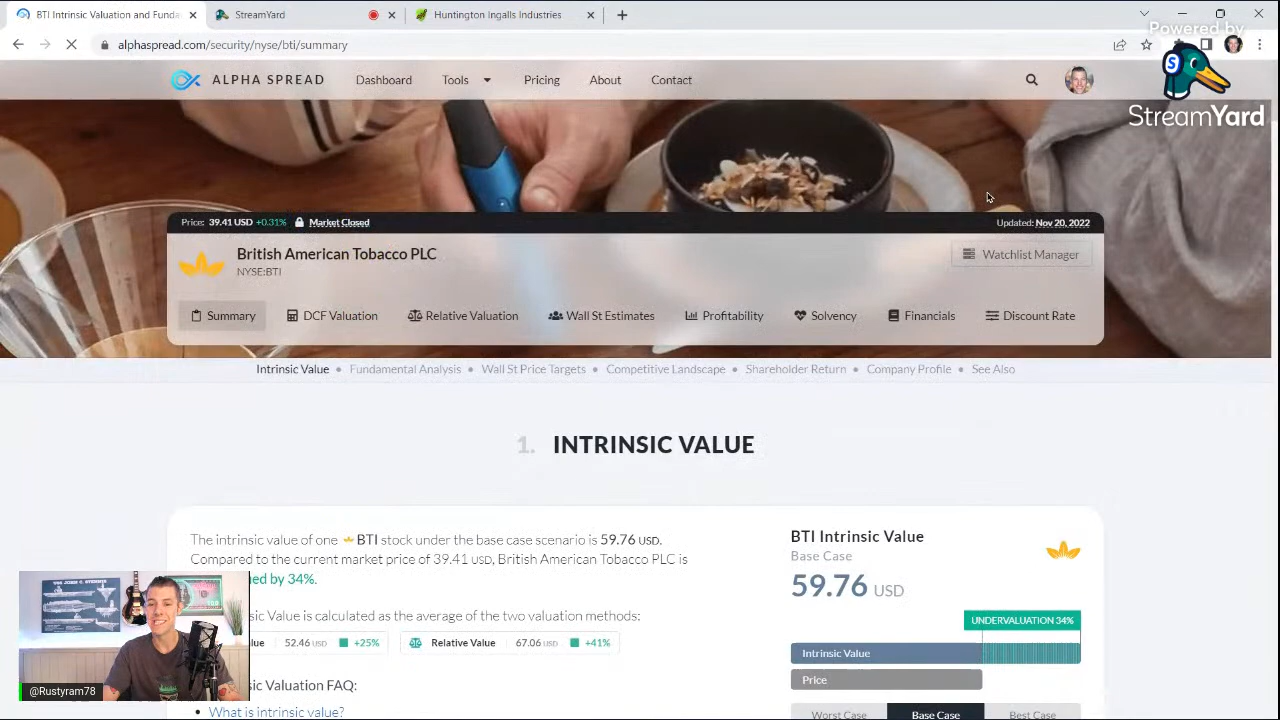 BTI Intrinsic Valuation and Funda
StreamYard
Huntington Ingalls Industries
alphaspread.com/security/nyse/bti/summary
Powered by
StreamYard
ALPHA SPREAD
Dashboard
Tools
Pricing
About
Contact
Price: 39.41 USD +0.31% Market Closed
Updated: Nov 20, 2022
British American Tobacco PLC
NYSE:BTI
Watchlist Manager
Summary
DCF Valuation
Relative Valuation
Wall St Estimates
Profitability
Solvency
Financials
Discount Rate
Intrinsic Value • Fundamental Analysis • Wall St Price Targets • Competitive Landscape • Shareholder Return • Company Profile • See Also
1. INTRINSIC VALUE
The intrinsic value of one BTI stock under the base case scenario is 59.76 USD.
Compared to the current market price of 39.41 USD, British American Tobacco PLC is
by 34%.
Value is calculated as the average of the two valuation methods:
52.46 USD +25%
Relative Value 67.06 USD +41%
Valuation FAQ:
• What is intrinsic value?
BTI Intrinsic Value
Base Case
59.76 USD
UNDERVALUATION 34%
Intrinsic Value
Price
Worst Case
Base Case
Best Case
USS JOHN C. STENNIS
@Rustyram78